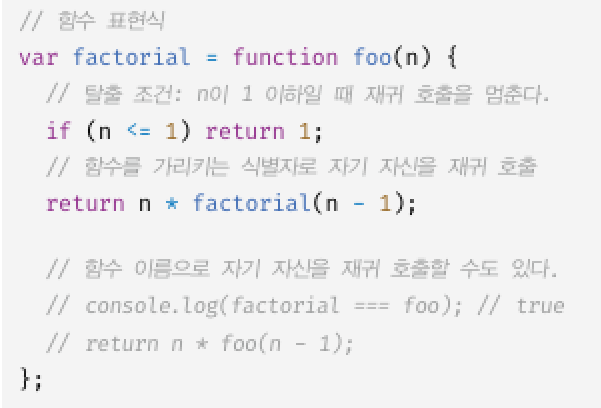 // 함수 표현식
var factorial = function foo(n) {
  // 탈출 조건: n이 1 이하일 때 재귀 호출을 멈춘다.
  if (n <= 1) return 1;
  // 함수를 가리키는 식별자로 자기 자신을 재귀 호출
  return n * factorial(n - 1);

  // 함수 이름으로 자기 자신을 재귀 호출할 수도 있다.
  // console.log(factorial === foo); // true
  // return n * foo(n - 1);
};